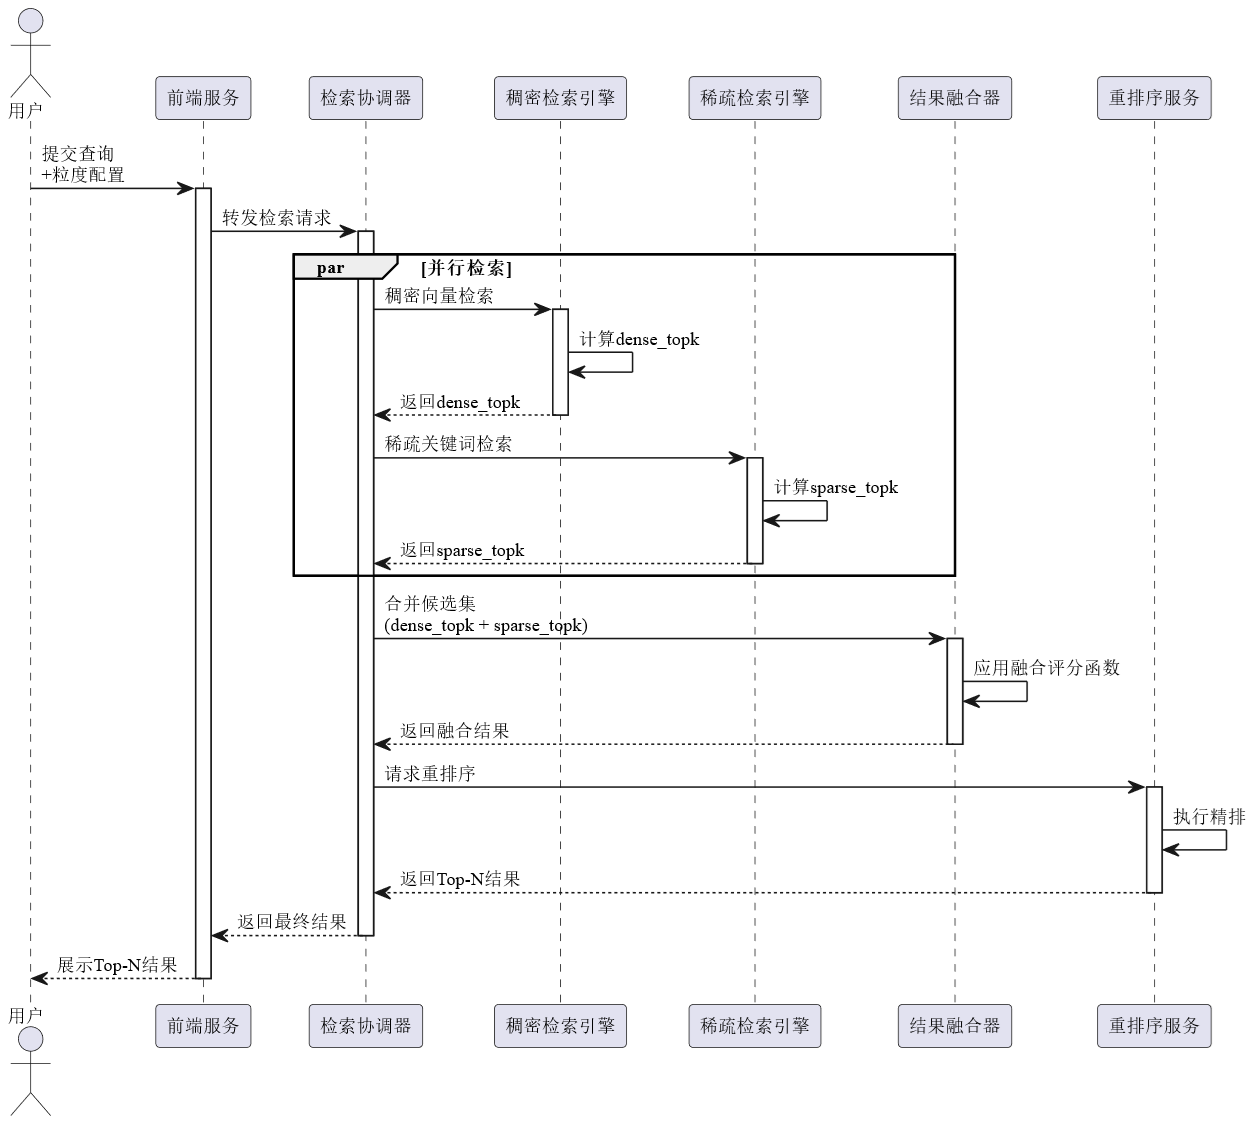 用户
前端服务
检索协调器
稠密检索引擎
稀疏检索引擎
结果融合器
重排序服务
提交查询
+粒度配置
转发检索请求
par
[并行检索]
稠密向量检索
计算dense_topk
返回dense_topk
稀疏关键词检索
计算sparse_topk
返回sparse_topk
合并候选集
(dense_topk + sparse_topk)
应用融合评分函数
返回融合结果
请求重排序
执行精排
返回Top-N结果
返回最终结果
展示Top-N结果
用户
前端服务
检索协调器
稠密检索引擎
稀疏检索引擎
结果融合器
重排序服务